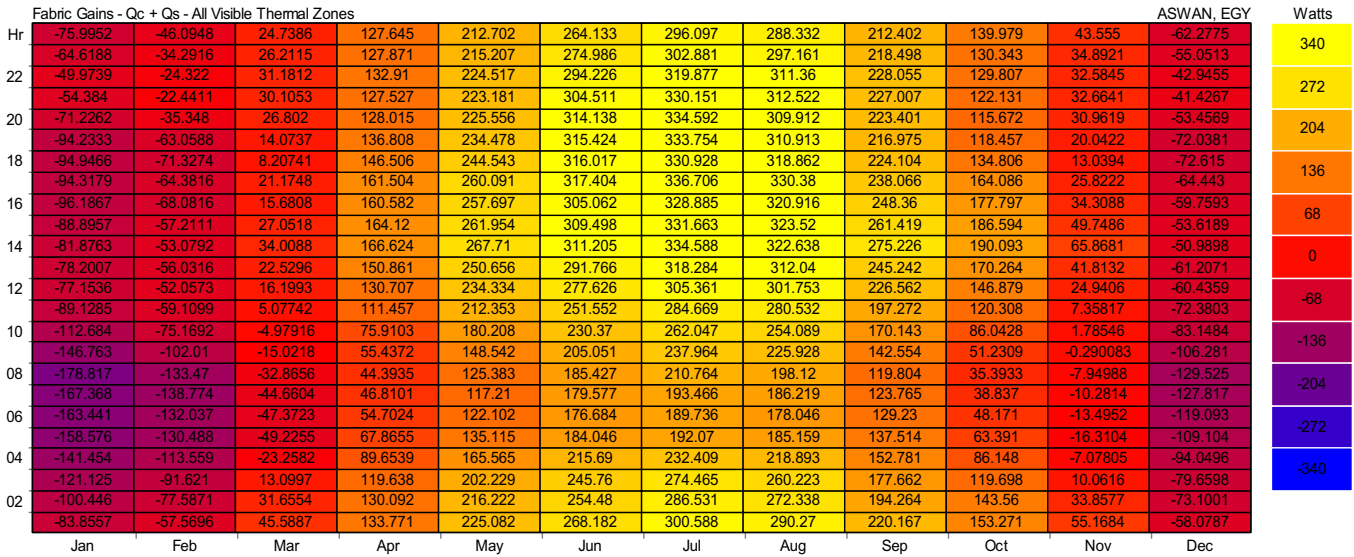 Fabric Gains - Qc + Qs - All Visible Thermal Zones ASWAN, EGY Watts
Hr -75.9952 -46.0948 24.7386 127.645 212.702 264.133 296.097 288.332 212.402 139.979 43.555 -62.2775
-64.6188 -34.2916 26.2115 127.871 215.207 274.986 302.881 297.161 218.498 130.343 34.8921 -55.0513 340
22 -49.9739 -24.322 31.1812 132.91 224.517 294.226 319.877 311.36 228.055 129.807 32.5845 -42.9455
-54.384 -22.4411 30.1053 127.527 223.181 304.511 330.151 312.522 227.007 122.131 32.6641 -41.4267 272
20 -71.2262 -35.348 26.802 128.015 225.556 314.138 334.592 309.912 223.401 115.672 30.9619 -53.4569
-94.2333 -63.0588 14.0737 136.808 234.478 315.424 333.754 310.913 216.975 118.457 20.0422 -72.0381 204
18 -94.9466 -71.3274 8.20741 146.506 244.543 316.017 330.928 318.862 224.104 134.806 13.0394 -72.615
-94.3179 -64.3816 21.1748 161.504 260.091 317.404 336.706 330.38 238.066 164.086 25.8222 -64.443 136
16 -96.1867 -68.0816 15.6808 160.582 257.697 305.062 328.885 320.916 248.36 177.797 34.3088 -59.7593
-88.8957 -57.2111 27.0518 164.12 261.954 309.498 331.663 323.52 261.419 186.594 49.7486 -53.6189 68
14 -81.8763 -53.0792 34.0088 166.624 267.71 311.205 334.588 322.638 275.226 190.093 65.8681 -50.9898
-78.2007 -56.0316 22.5296 150.861 250.656 291.766 318.284 312.04 245.242 170.264 41.8132 -61.2071 0
12 -77.1536 -52.0573 16.1993 130.707 234.334 277.626 305.361 301.753 226.562 146.879 24.9406 -60.4359
-89.1285 -59.1099 5.07742 111.457 212.353 251.552 284.669 280.532 197.272 120.308 7.35817 -72.3803 -68
10 -112.684 -75.1692 -4.97916 75.9103 180.208 230.37 262.047 254.089 170.143 86.0428 1.78546 -83.1484
-146.763 -102.01 -15.0218 55.4372 148.542 205.051 237.964 225.928 142.554 51.2309 -0.290083 -106.281 -136
08 -178.817 -133.47 -32.8656 44.3935 125.383 185.427 210.764 198.12 119.804 35.3933 -7.94988 -129.525
-167.368 -138.774 -44.6604 46.8101 117.21 179.577 193.466 186.219 123.765 38.837 -10.2814 -127.817 -204
06 -163.441 -132.037 -47.3723 54.7024 122.102 176.684 189.736 178.046 129.23 48.171 -13.4952 -119.093
-158.576 -130.488 -49.2255 67.8655 135.115 184.046 192.07 185.159 137.514 63.391 -16.3104 -109.104 -272
04 -141.454 -113.559 -23.2582 89.6539 165.565 215.69 232.409 218.893 152.781 86.148 -7.07805 -94.0496
-121.125 -91.621 13.0997 119.638 202.229 245.76 274.465 260.223 177.662 119.698 10.0616 -79.6598 -340
02 -100.446 -77.5871 31.6554 130.092 216.222 254.48 286.531 272.338 194.264 143.56 33.8577 -73.1001
-83.8557 -57.5696 45.5887 133.771 225.082 268.182 300.588 290.27 220.167 153.271 55.1684 -58.0787
Jan Feb Mar Apr May Jun Jul Aug Sep Oct Nov Dec